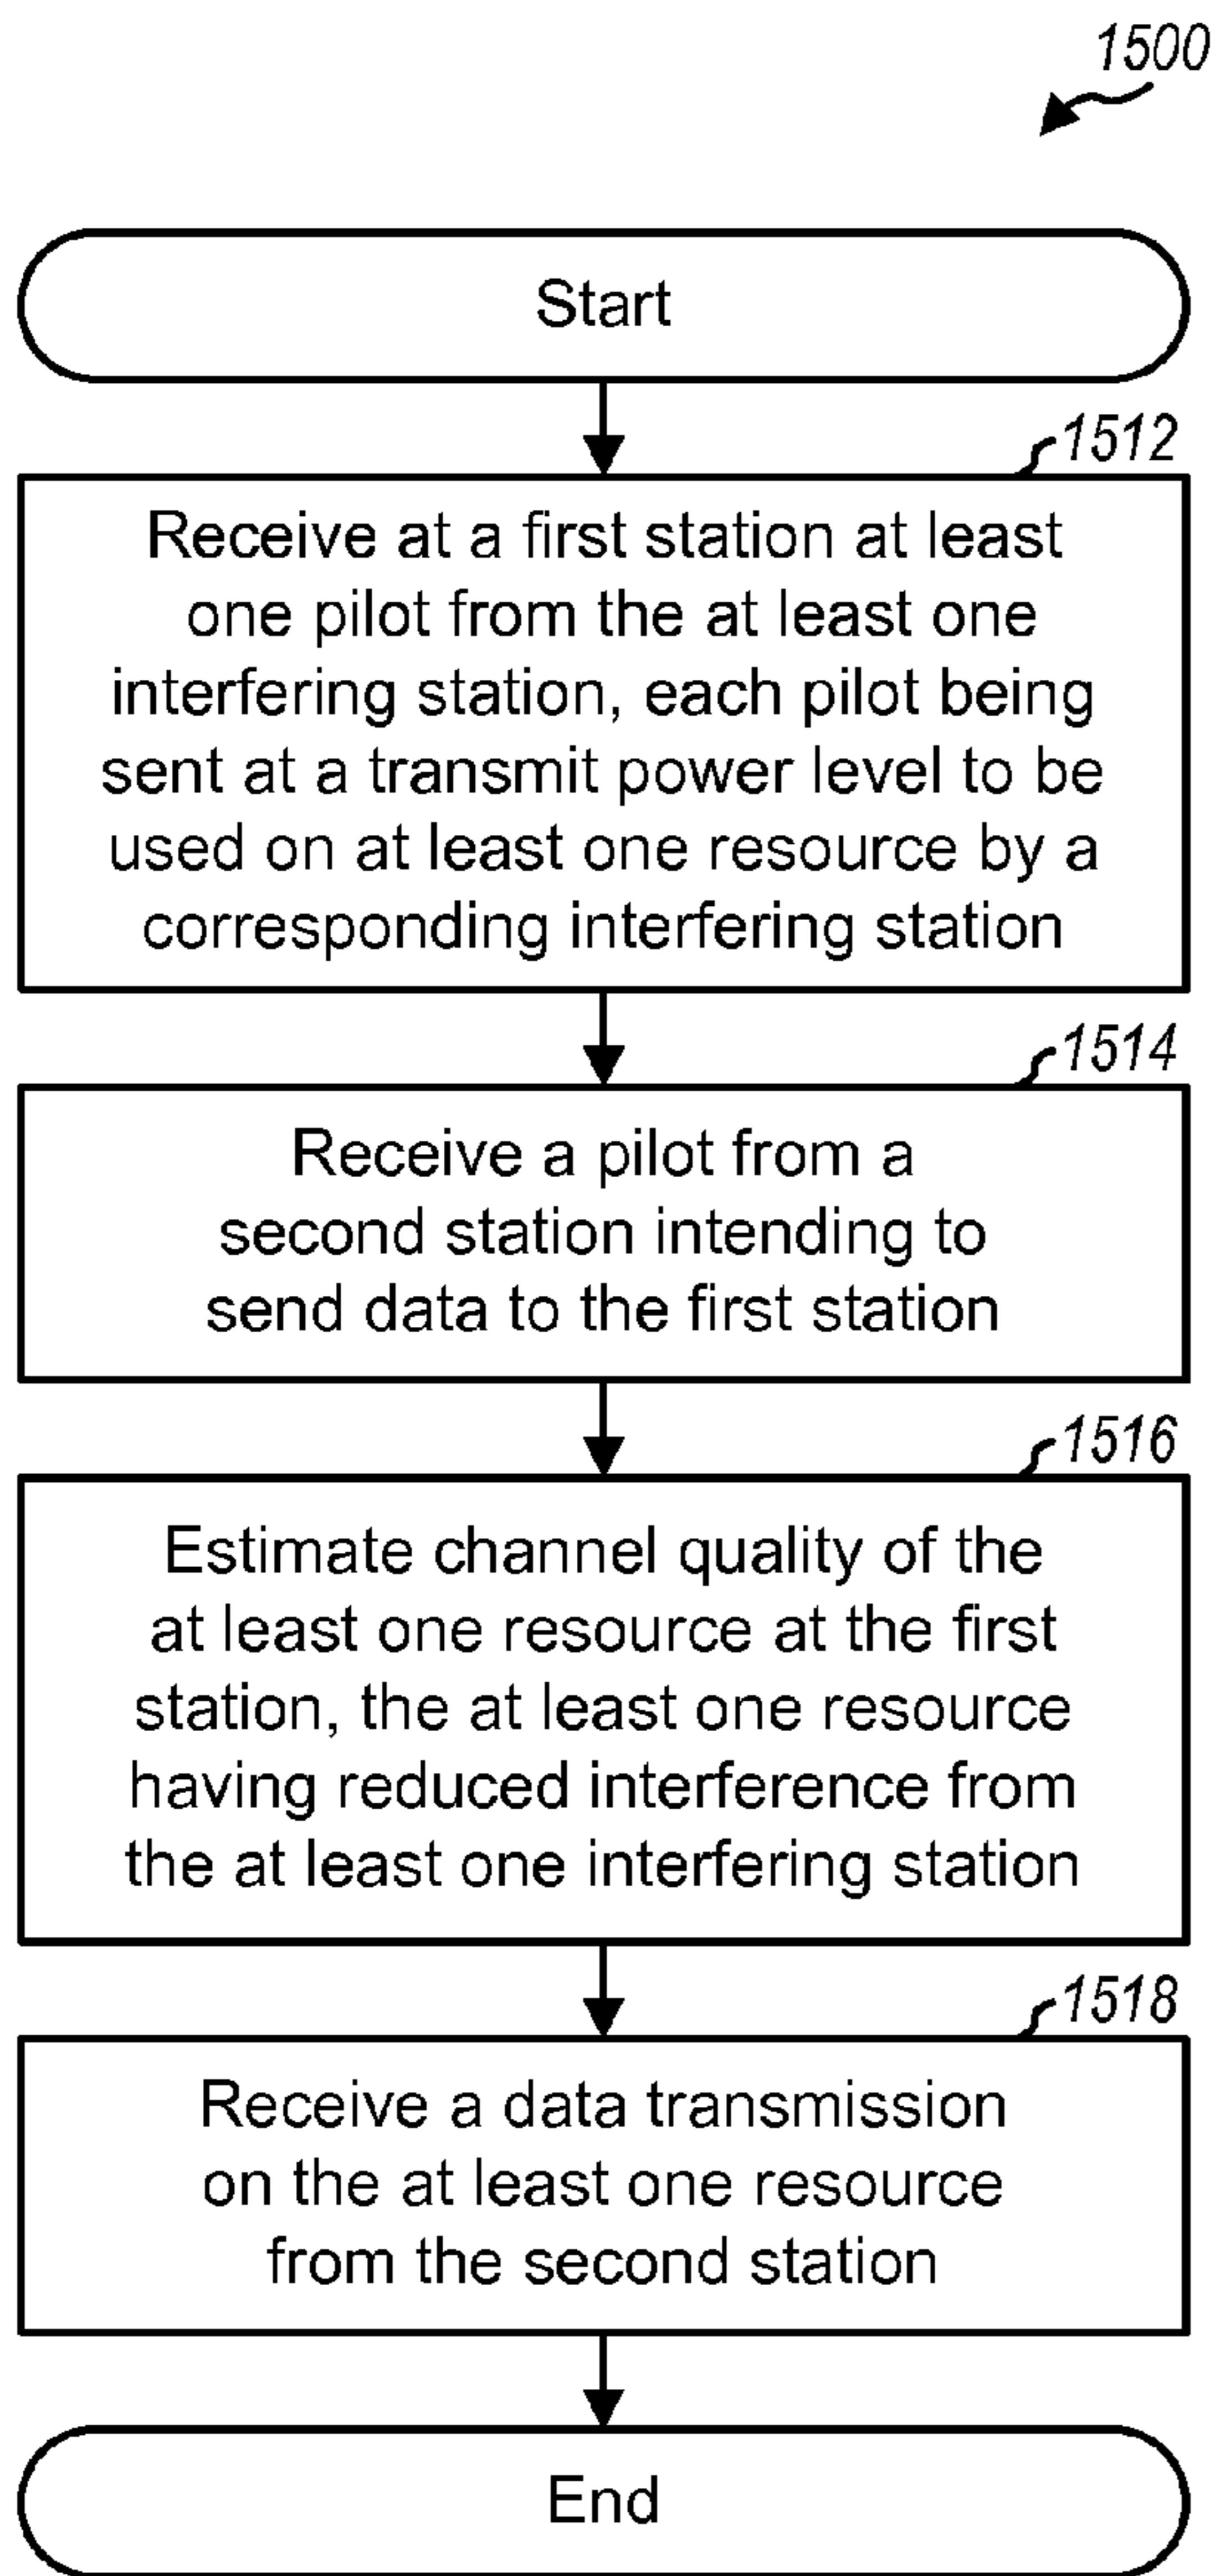 1500
Start
1512
Receive at a first station at least
one pilot from the at least one
interfering station, each pilot being
sent at a transmit power level to be
used on at least one resource by a
corresponding interfering station
1514
Receive a pilot from a
second station intending to
send data to the first station
1516
Estimate channel quality of the
at least one resource at the first
station, the at least one resource
having reduced interference from
the at least one interfering station
1518
Receive a data transmission
on the at least one resource
from the second station
End